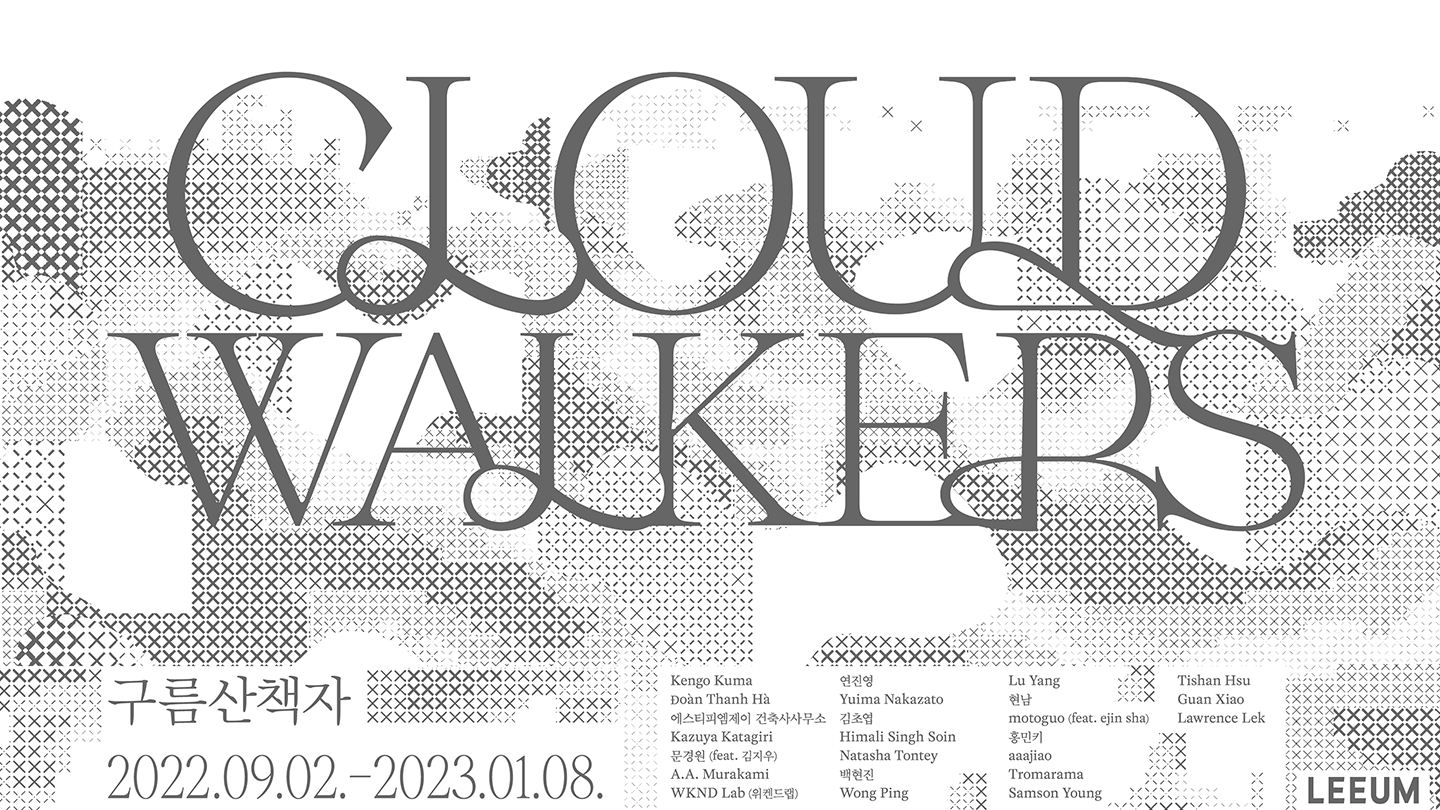 CLOUD
WALKERS
구름산책자
2022.09.02.–2023.01.08.
Kengo Kuma
Đoàn Thanh Hà
에스티피엠제이 건축사사무소
Kazuya Katagiri
문경원 (feat. 김지우)
A.A. Murakami
WKND Lab (위켄드랩)
연진영
Yuima Nakazato
김초엽
Himali Singh Soin
Natasha Tontey
백현진
Wong Ping
Lu Yang
현남
motoguo (feat. ejin sha)
홍민키
aaajiao
Tromarama
Samson Young
Tishan Hsu
Guan Xiao
Lawrence Lek
LEEUM